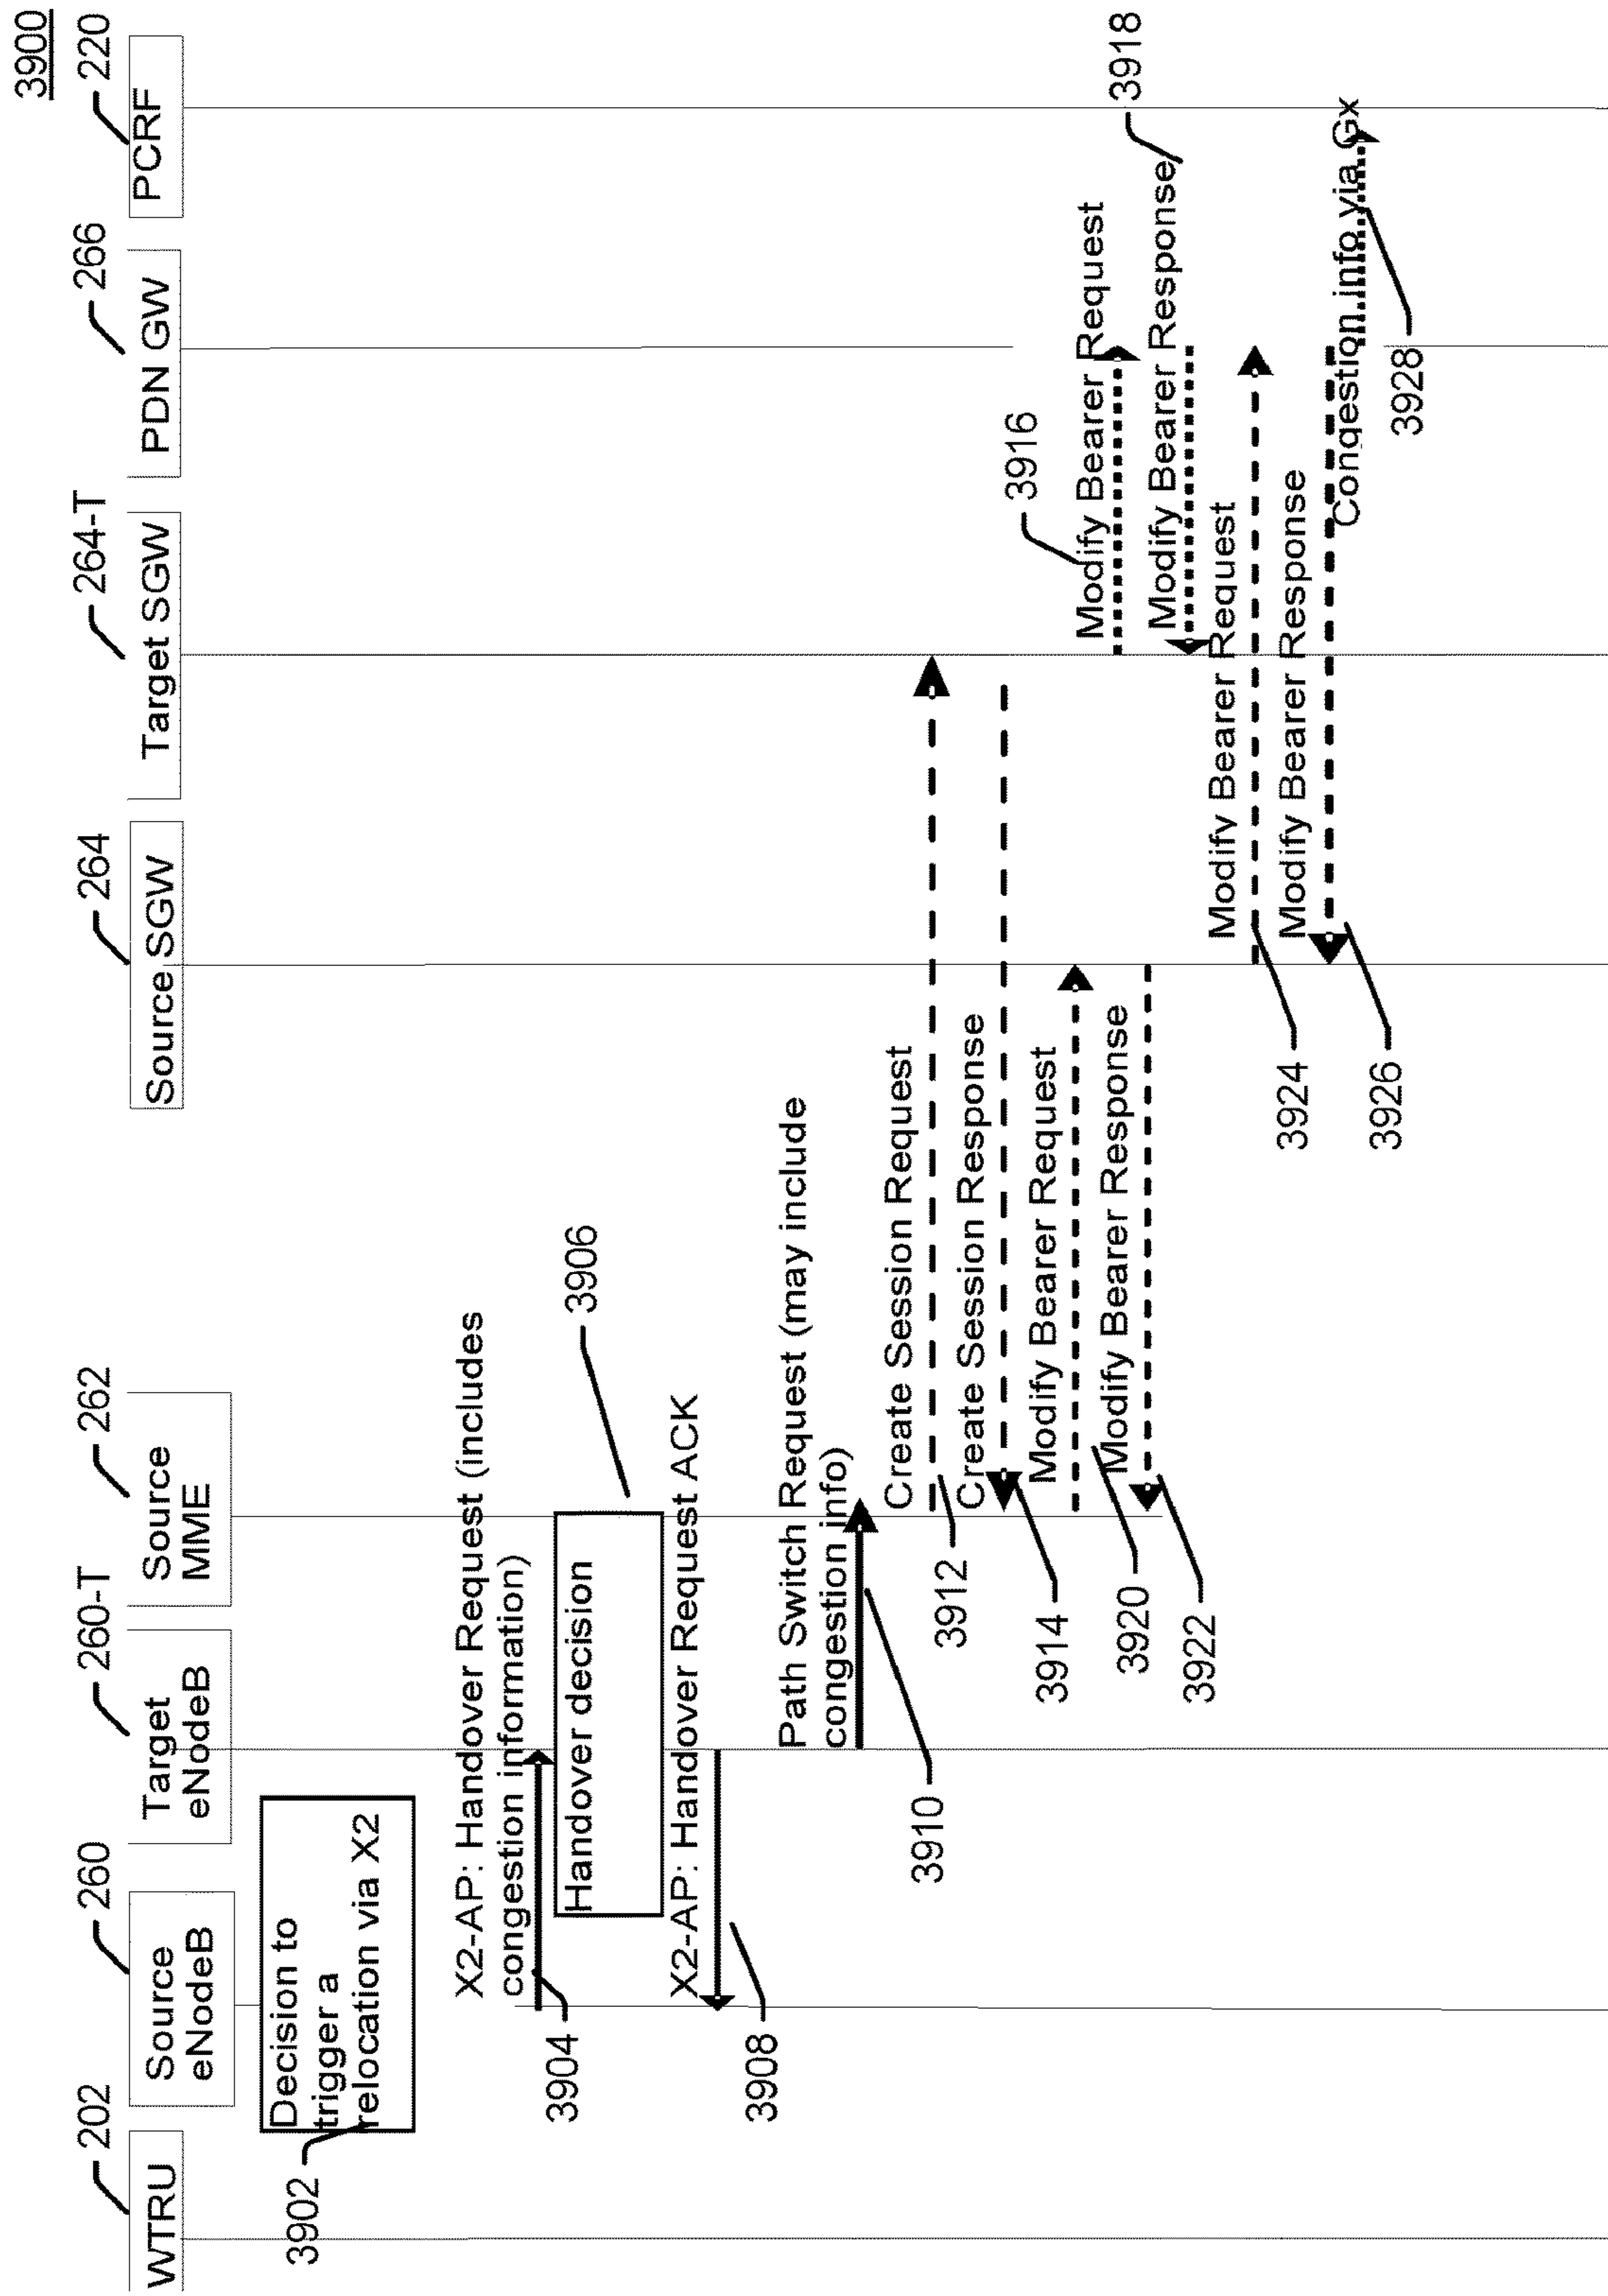 3900
202
260
260-T
262
264
264-T
266
220
WTRU
Source
eNodeB
Target
eNodeB
Source
MME
Source SGW
Target SGW
PDN GW
PCRF
3902
Decision to
trigger a
relocation via X2
X2-AP: Handover Request (includes
congestion information)
3904
Handover decision
3906
X2-AP: Handover Request ACK
3908
Path Switch Request (may include
congestion info)
3910
Create Session Request
3912
Create Session Response
3914
3916
Modify Bearer Request
Modify Bearer Request
3920
3918
Modify Bearer Response
Modify Bearer Response
3922
Modify Bearer Request
3924
Modify Bearer Response
3926
Congestion info via Gx
3928